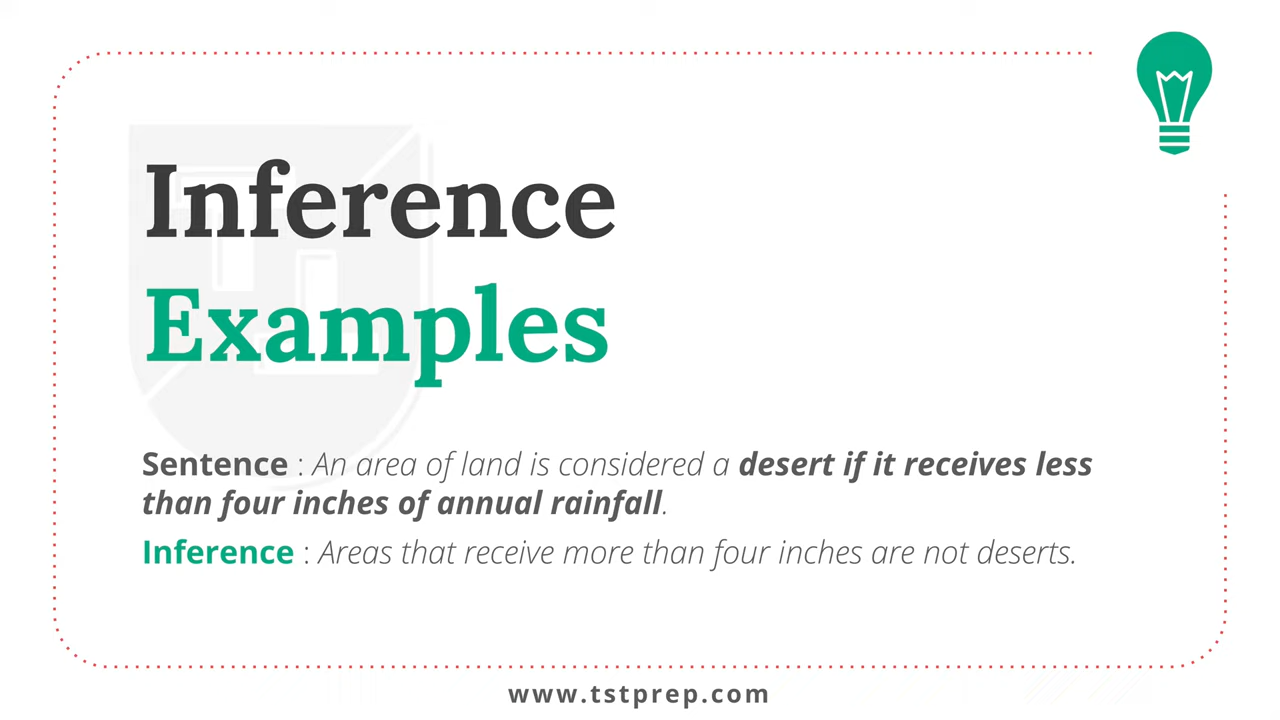 Inference
Examples
Sentence : An area of land is considered a desert if it receives less
than four inches of annual rainfall.
Inference : Areas that receive more than four inches are not deserts.
www.tstprep.com